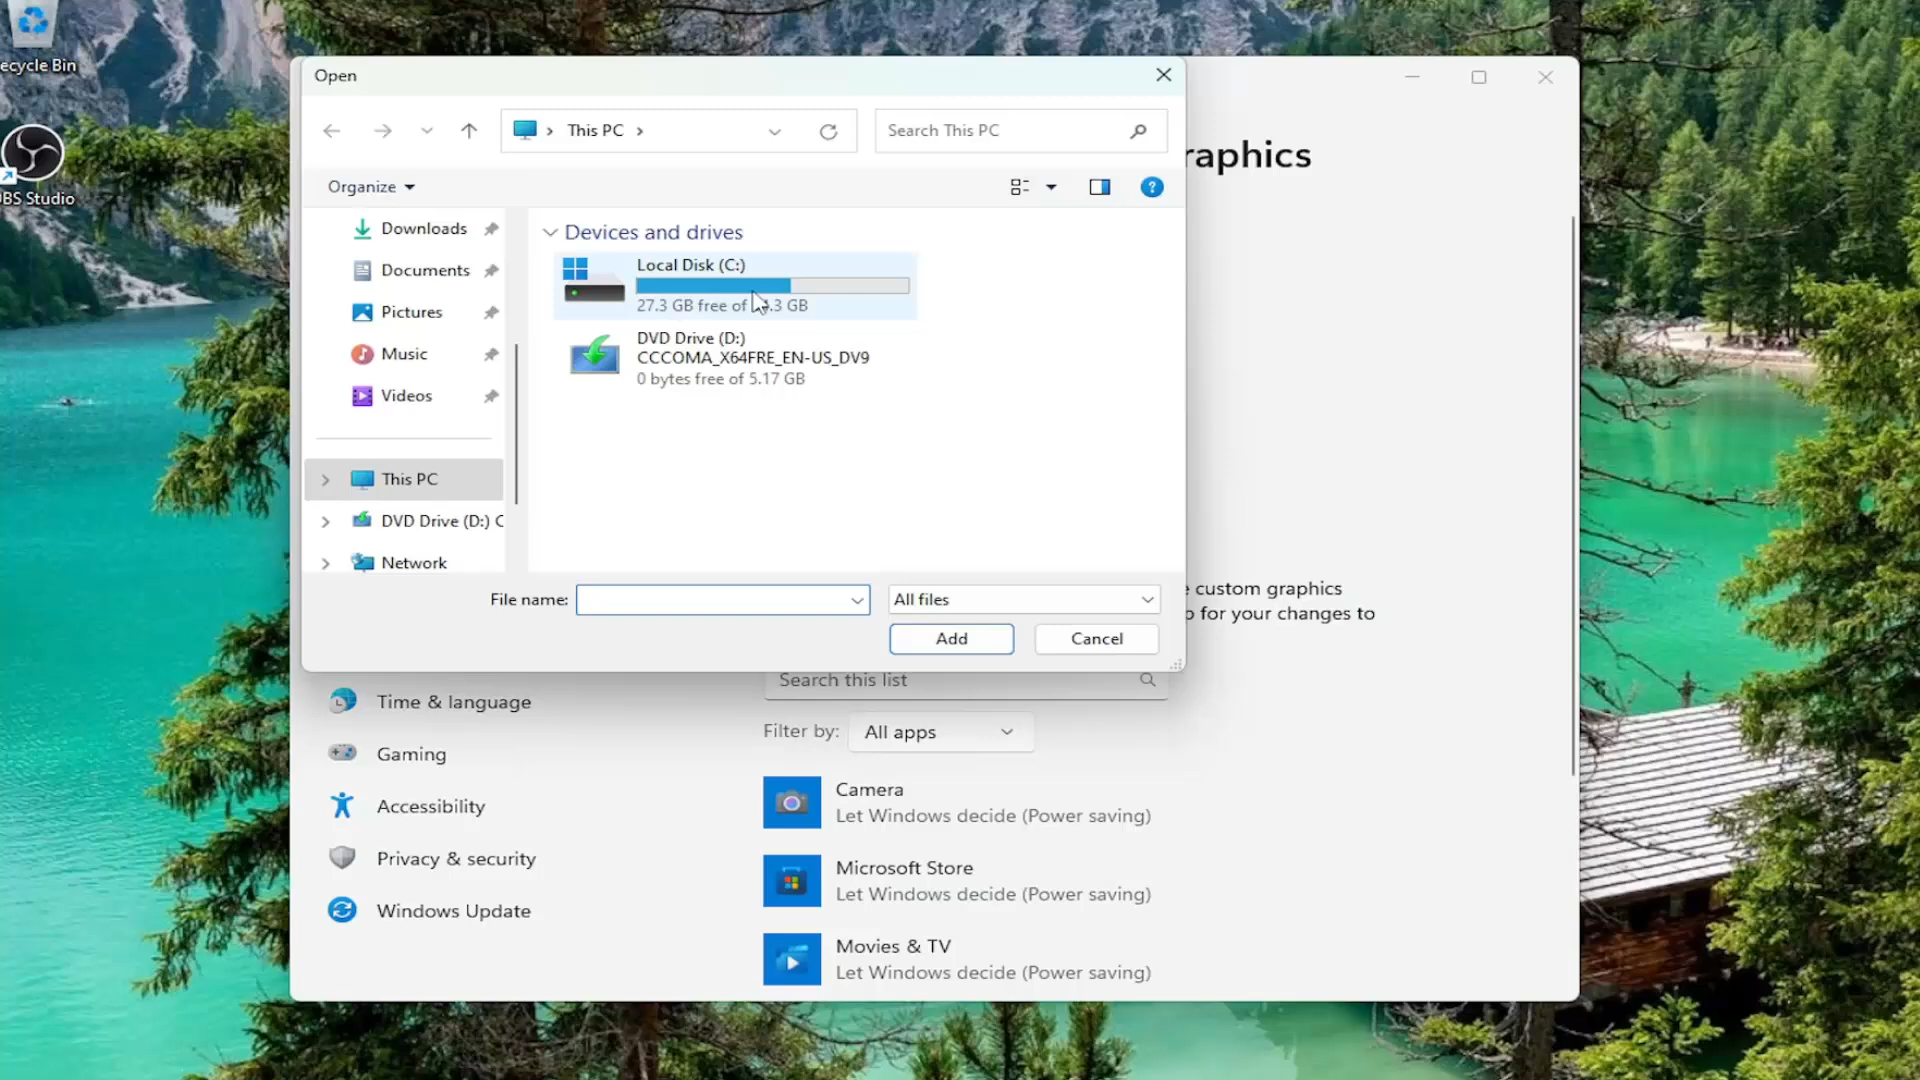 ecycle Bin
BS Studio
Open
This PC
Search This PC
raphics
Organize
Downloads
Documents
Pictures
Music
Videos
This PC
DVD Drive (D:) C
Network
Devices and drives
Local Disk (C:)
27.3 GB free of .3 GB
DVD Drive (D:)
CCCOMA_X64FRE_EN-US_DV9
0 bytes free of 5.17 GB
File name:
All files
Add
Cancel
custom graphics
for your changes to
Search this list
Filter by:
All apps
Time & language
Gaming
Accessibility
Privacy & security
Windows Update
Camera
Let Windows decide (Power saving)
Microsoft Store
Let Windows decide (Power saving)
Movies & TV
Let Windows decide (Power saving)